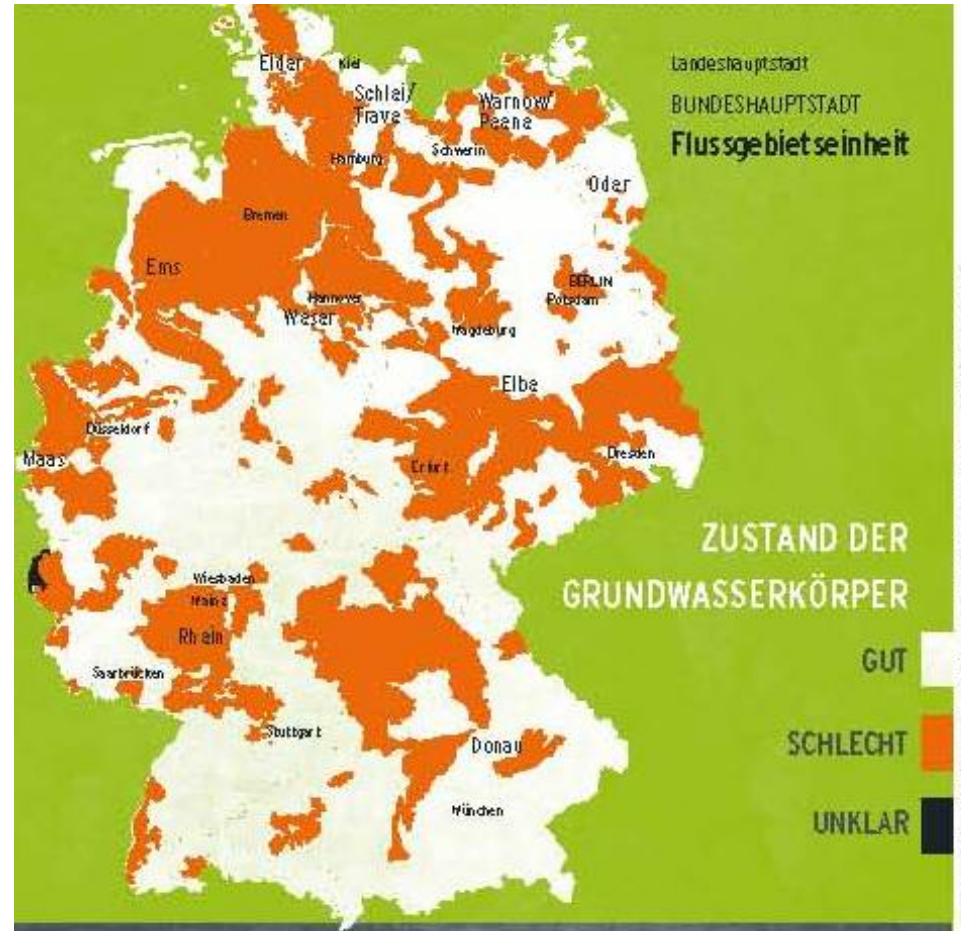 Landeshauptstadt
BUNDESHAUPTSTADT
Flussgebietseinheit
Eider
Kiel
Schlei/
Trave
Warnow/
Peene
Hamburg
Schwerin
Oder
Bremen
Ems
BERLIN
Potsdam
Hannover
Weser
Magdeburg
Elbe
Düsseldorf
Maas
Erfurt
Dresden
ZUSTAND DER
GRUNDWASSERKÖRPER
Wiesbaden
Mainz
Rhein
GUT
Saarbrücken
Stuttgart
Donau
SCHLECHT
München
UNKLAR